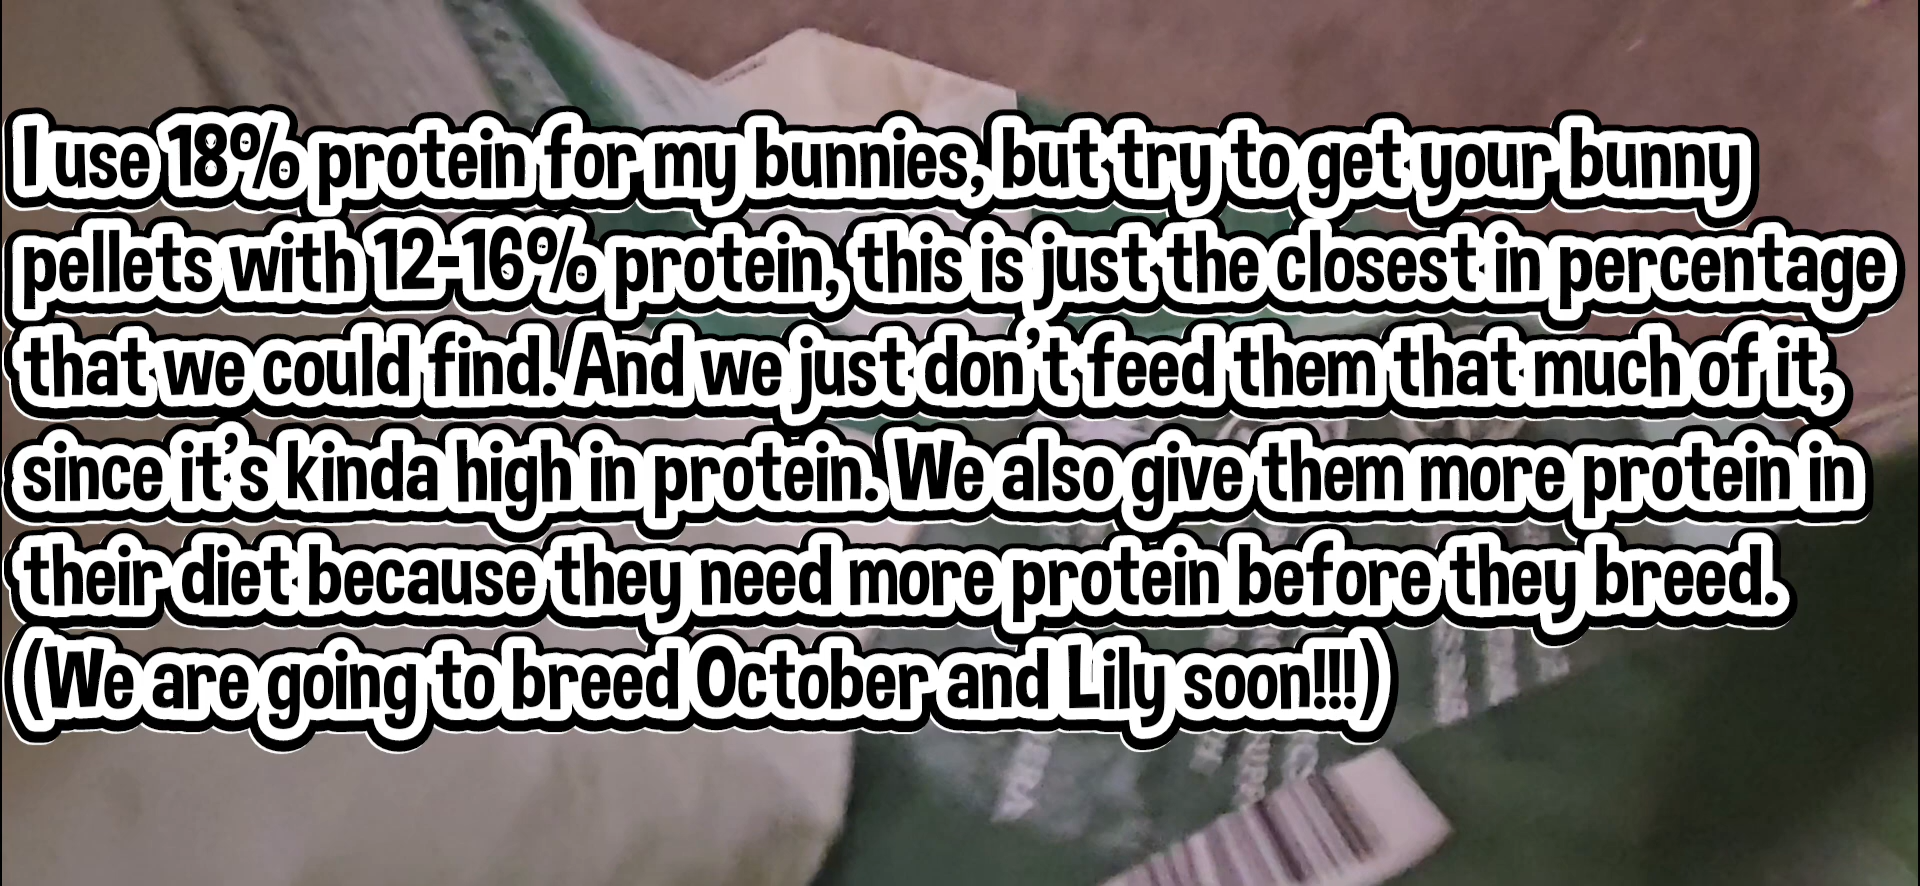 I use 18% protein for my bunnies, but try to get your bunny
pellets with 12-16% protein, this is just the closest in percentage
that we could find. And we just don't feed them that much of it,
since it's kinda high in protein. We also give them more protein in
their diet because they need more protein before they breed.
(We are going to breed October and Lily soon!!!)